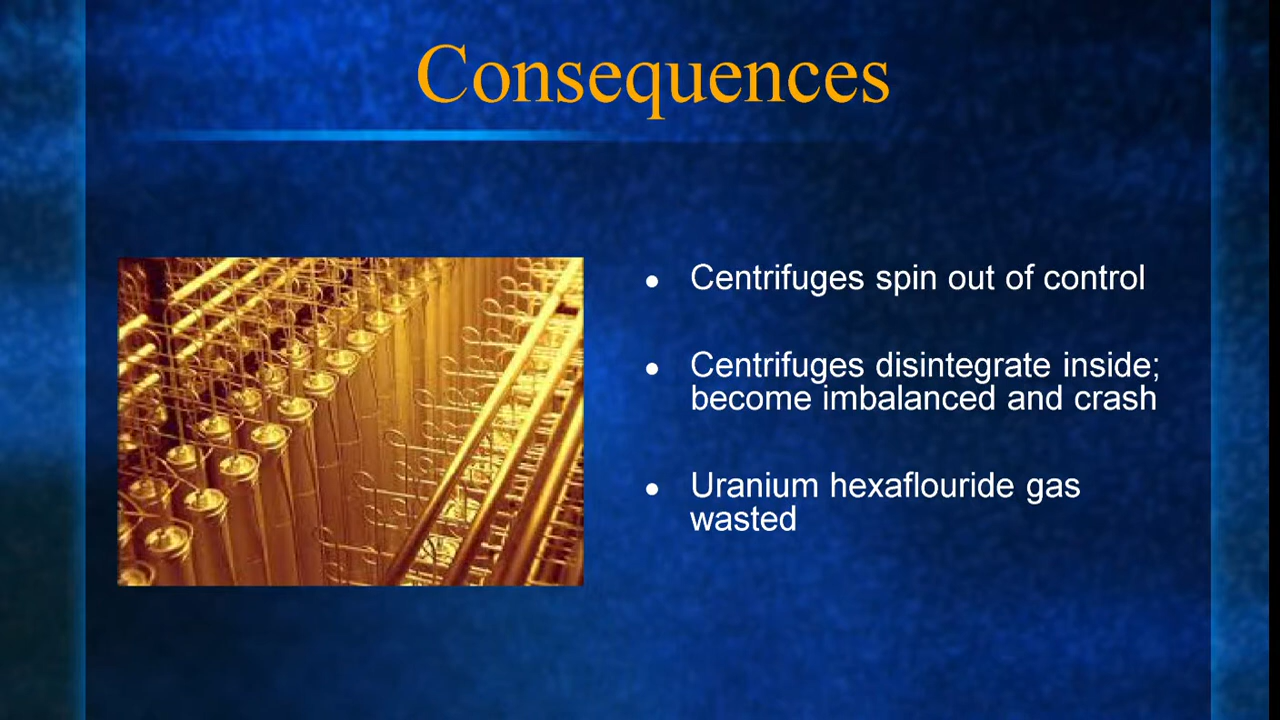 Consequences
Centrifuges spin out of control
Centrifuges disintegrate inside;
become imbalanced and crash
Uranium hexaflouride gas
wasted